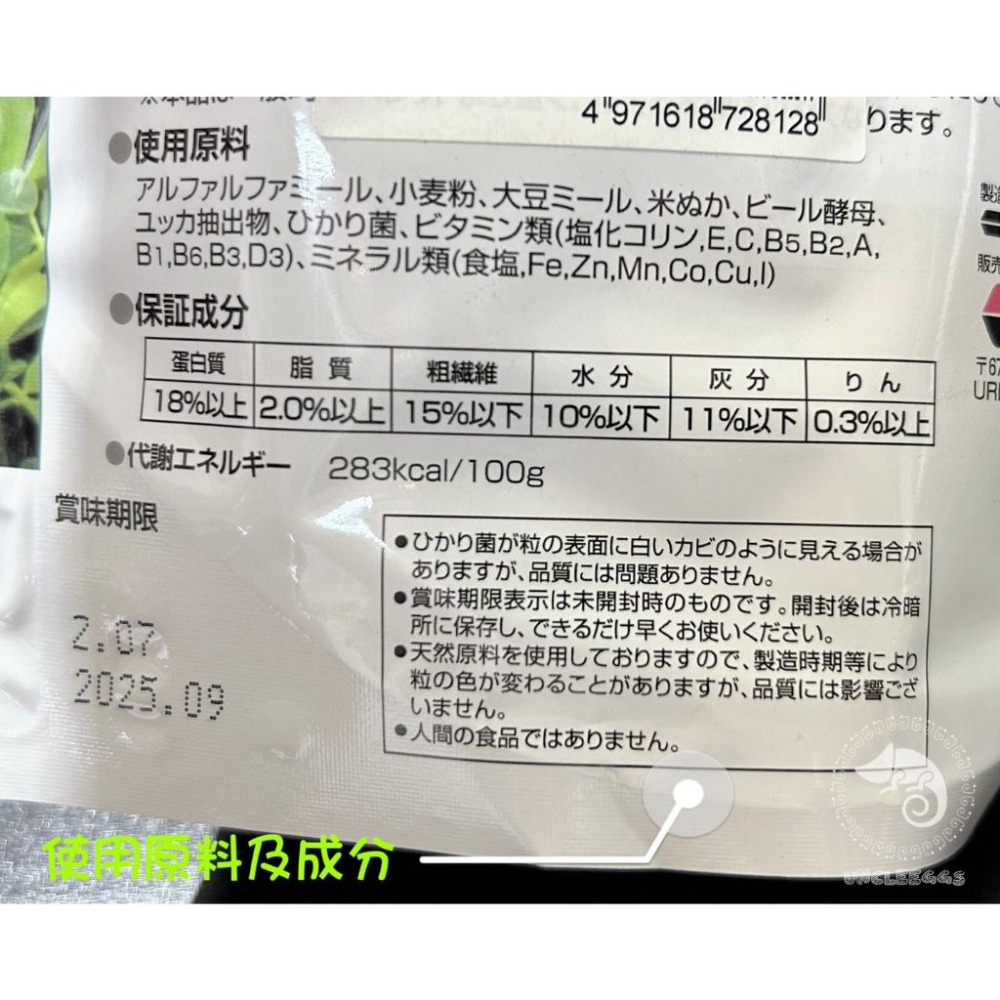 4"971618"728128"
ります。
●使用原料
アルファルファミール、小麦粉、大豆ミール、米ぬか、ビール酵母、
ユッカ抽出物、ひかり菌、ビタミン類(塩化コリン,E,C,B5,B2,A,
B1,B6,B3,D3)、ミネラル類(食塩,Fe,Zn,Mn,Co,Cu,I)
●保証成分
蛋白質 脂質 粗繊維 水分 灰分 りん
18%以上 2.0%以上 15%以下 10%以下 11%以下 0.3%以上
●代謝エネルギー 283kcal/100g
賞味期限
2.07
2025.09
●ひかり菌が粒の表面に白いカビのように見える場合が
ありますが、品質には問題ありません。
●賞味期限表示は未開封時のものです。開封後は冷暗
所に保存し、できるだけ早くお使いください。
●天然原料を使用しておりますので、製造時期等により
粒の色が変わることがありますが、品質には影響ござ
いません。
●人間の食品ではありません。
製造
販売
〒67
UR
使用原料及成分
UNCLEEGGS